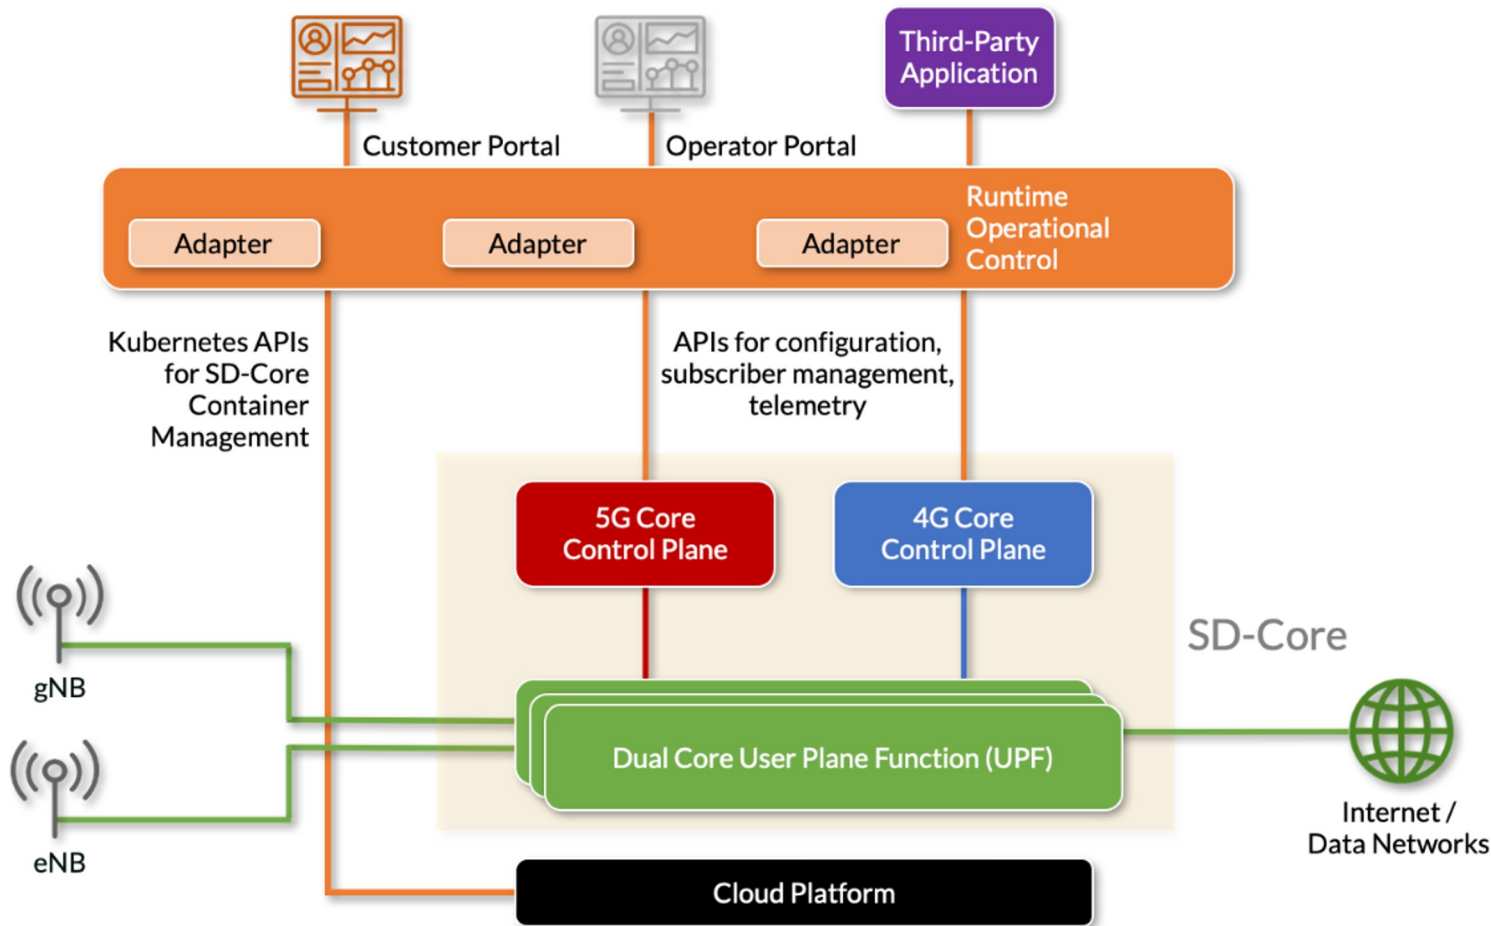 Third-Party
Application
Customer Portal
Operator Portal
Adapter
Adapter
Adapter
Runtime
Operational
Control
Kubernetes APIs
for SD-Core
Container
Management
APIs for configuration,
subscriber management,
telemetry
5G Core
Control Plane
4G Core
Control Plane
SD-Core
gNB
eNB
Dual Core User Plane Function (UPF)
Internet /
Data Networks
Cloud Platform